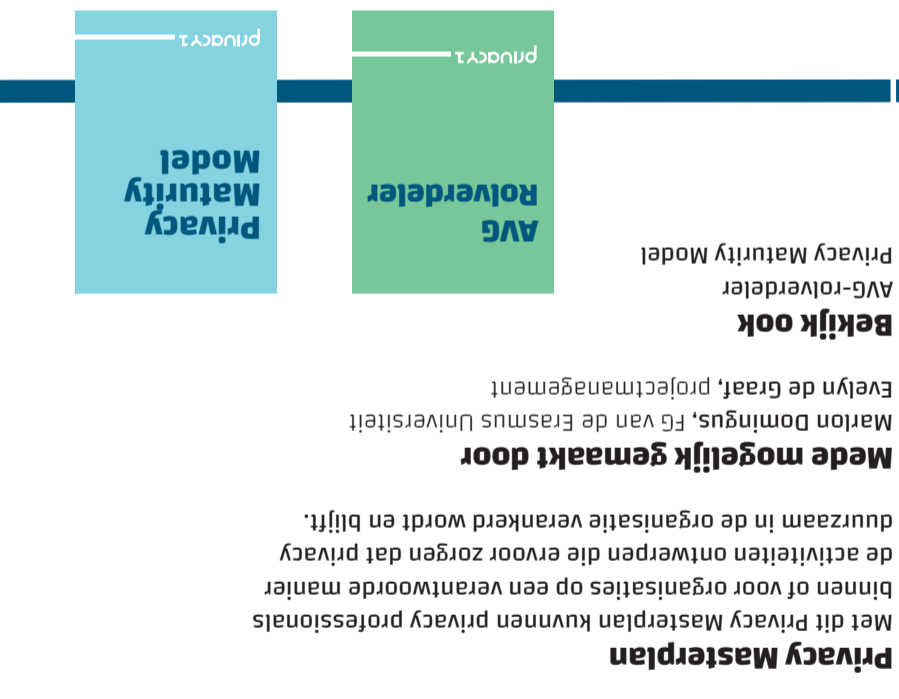 Privacy Masterplan
Met dit Privacy Masterplan kuvnnen privacy professionals
binnen of voor organisaties op een verantwoorde manier
de activiteiten ontwerpen die ervoor zorgen dat privacy
duurzaam in de organisatie verankerd wordt en blijft.
Mede mogelijk gemaakt door
Marlon Domingus, FG van de Erasmus Universiteit
Evelyn de Graaf, projectmanagement
Bekijk ook
AVG-rolverdeler
Privacy Maturity Model
AVG
Rolverdeler
privacy1
Privacy
Maturity
Model
privacy1